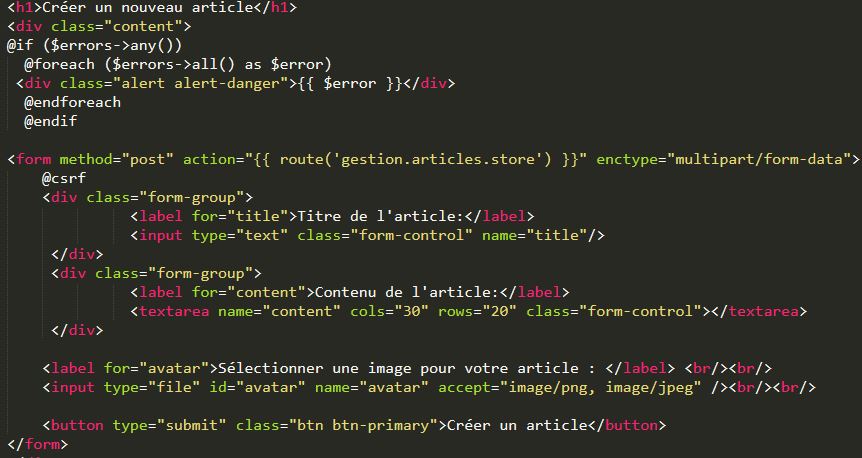 <h1>Créer un nouveau article</h1>
<div class="content">
@if ($errors->any())
@foreach ($errors->all() as $error)
<div class="alert alert-danger">{{ $error }}</div>
@endforeach
@endif
<form method="post" action="{{ route('gestion.articles.store') }}" enctype="multipart/form-data">
@csrf
<div class="form-group">
<label for="title">Titre de l'article:</label>
<input type="text" class="form-control" name="title"/>
</div>
<div class="form-group">
<label for="content">Contenu de l'article:</label>
<textarea name="content" cols="30" rows="20" class="form-control"></textarea>
</div>
<label for="avatar">Sélectionner une image pour votre article : </label> <br/><br/>
<input type="file" id="avatar" name="avatar" accept="image/png, image/jpeg" /><br/><br/>
<button type="submit" class="btn btn-primary">Créer un article</button>
</form>